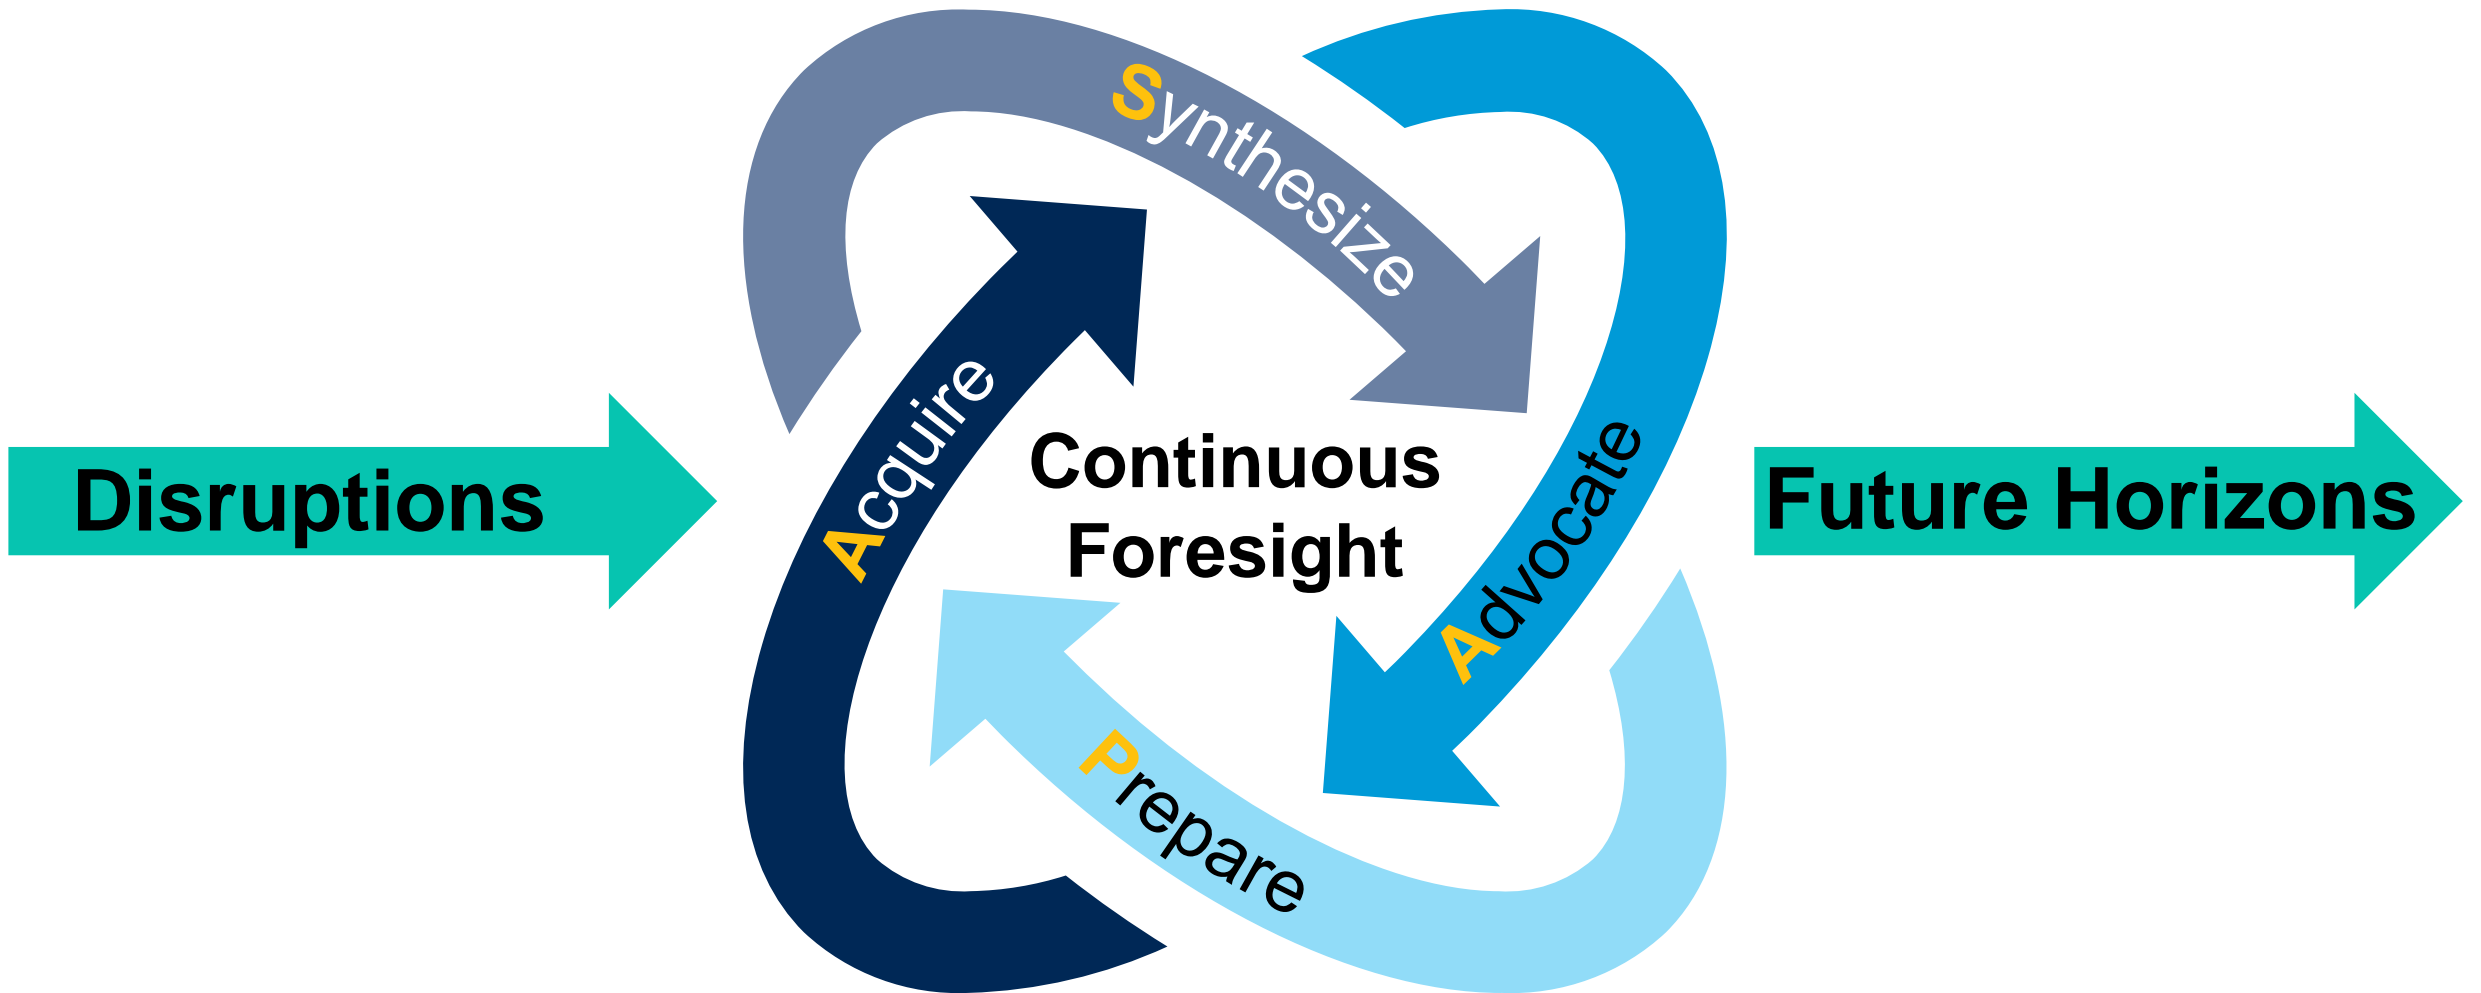 Disruptions
Acquire
Synthesize
Continuous
Foresight
Advocate
Prepare
Future Horizons